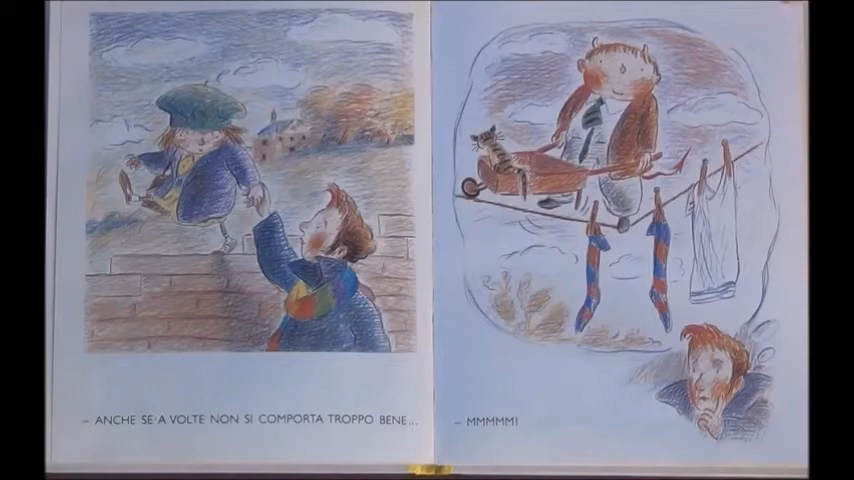 – ANCHE SE A VOLTE NON SI COMPORTA TROPPO BENE...
– MMMMM!